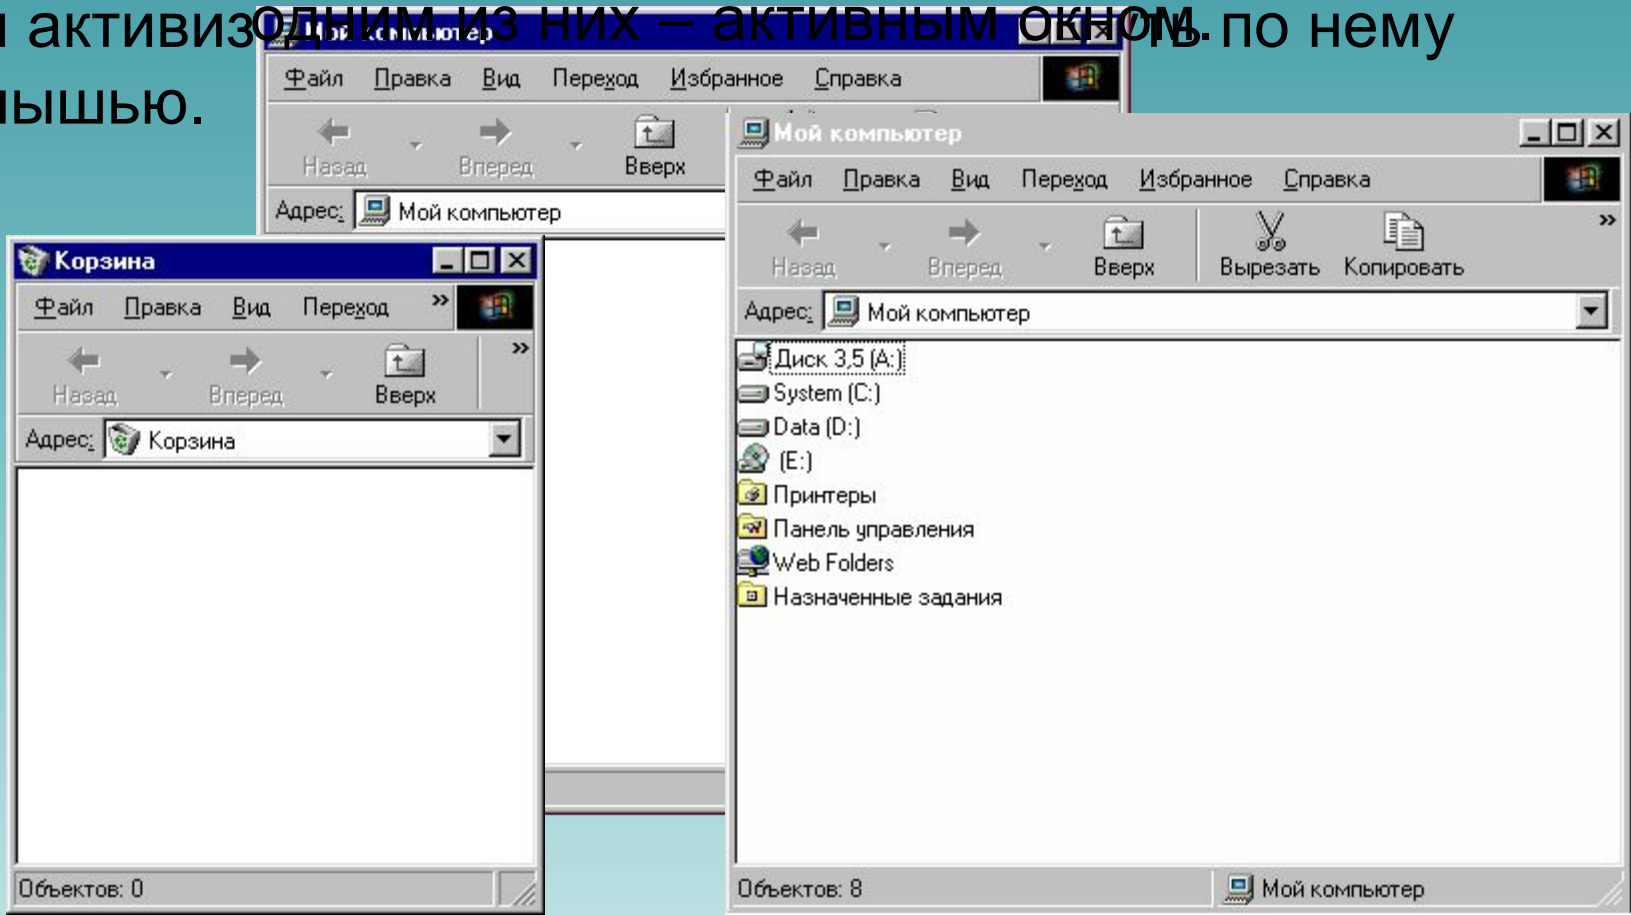 активиз одним из них – активным окном. ть по нему
мышью.
Мой компьютер
Файл Правка Вид Переход Избранное Справка
Назад Вперед Вверх
Адрес: Мой компьютер
Корзина
Файл Правка Вид Переход »
Назад Вперед Вверх »
Адрес: Корзина
Объектов: 0
Мой компьютер
Файл Правка Вид Переход Избранное Справка
Назад Вперед Вверх Вырезать Копировать »
Адрес: Мой компьютер
Диск 3,5 (A:)
System (C:)
Data (D:)
(E:)
Принтеры
Панель управления
Web Folders
Назначенные задания
Объектов: 8 Мой компьютер